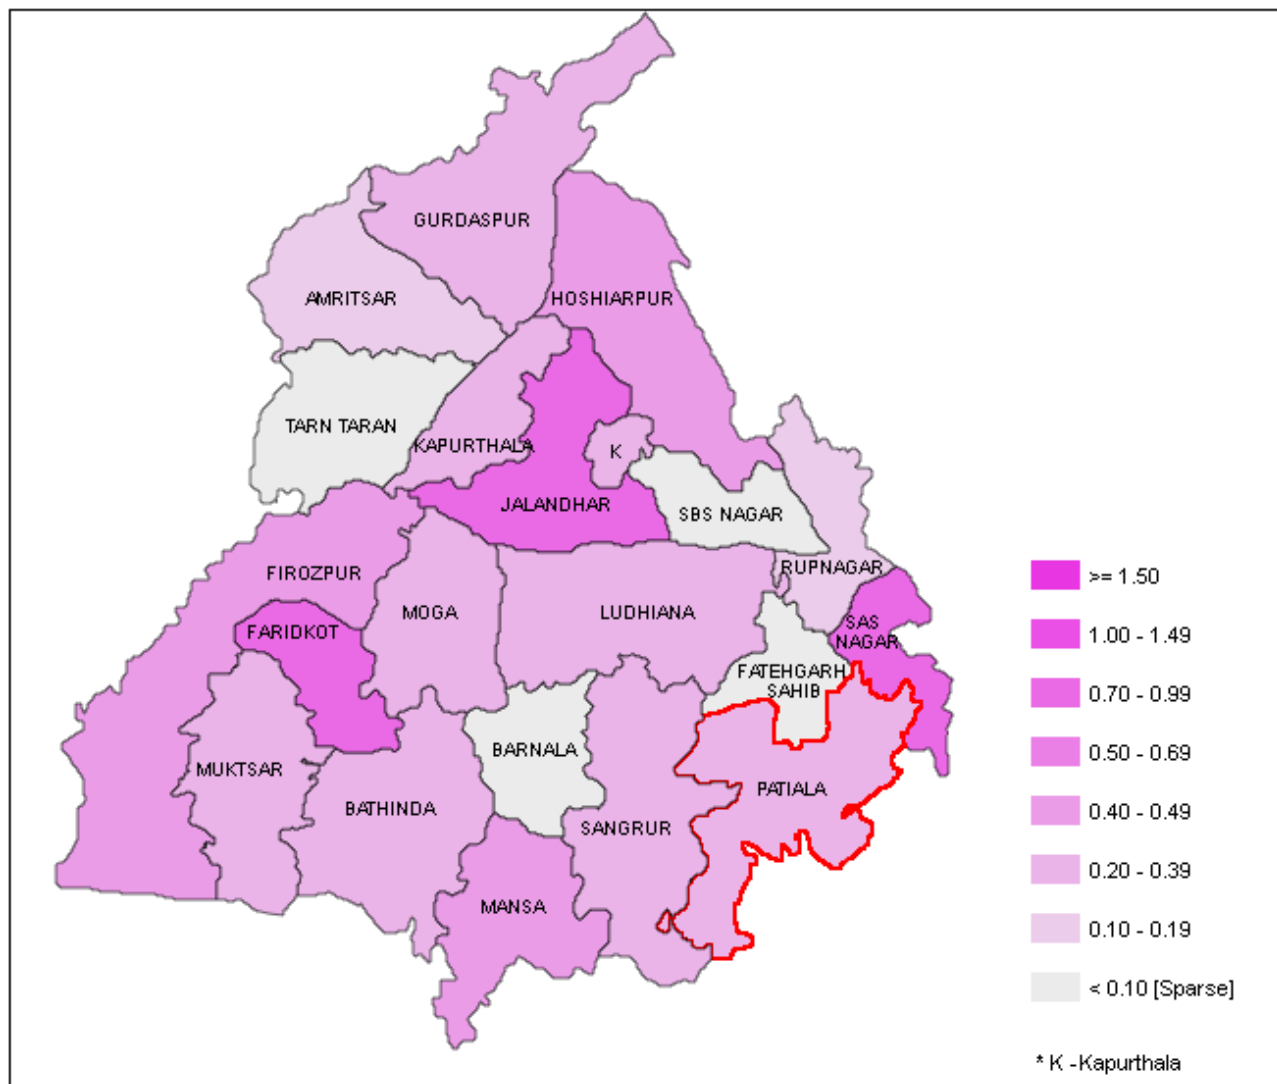 GURDASPUR
AMRITSAR
HOSHIARPUR
TARN TARAN
KAPURTHALA
K
JALANDHAR
SBS NAGAR
FIROZPUR
RUPNAGAR
MOGA
LUDHIANA
FARIDKOT
SAS
NAGAR
FATEHGARH
SAHIB
BARNALA
MUKTSAR
BATHINDA
PATIALA
SANGRUR
MANSA
>= 1.50
1.00 - 1.49
0.70 - 0.99
0.50 - 0.69
0.40 - 0.49
0.20 - 0.39
0.10 - 0.19
< 0.10 [Sparse]
* K -Kapurthala